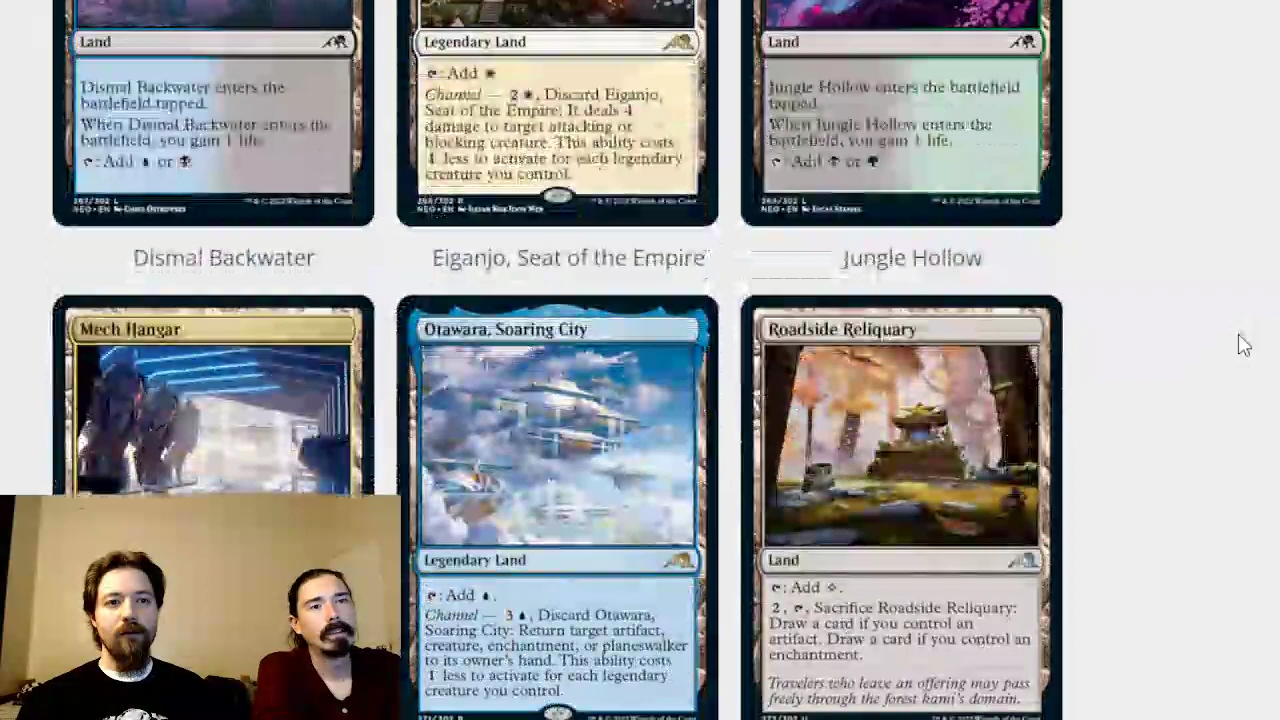 Land
Dismal Backwater enters the
battlefield tapped.
When Dismal Backwater enters the
battlefield, you gain 1 life.
: Add or
Legendary Land
: Add
Channel — 2 , Discard Eiganjo,
Seat of the Empire: It deals 4
damage to target attacking or
blocking creature. This ability costs
1 less to activate for each legendary
creature you control.
Land
Jungle Hollow enters the battlefield
tapped.
When Jungle Hollow enters the
battlefield, you gain 1 life.
: Add or
Dismal Backwater
Eiganjo, Seat of the Empire
Jungle Hollow
Mech Hangar
Otawara, Soaring City
Legendary Land
: Add .
Channel — 3 , Discard Otawara,
Soaring City: Return target artifact,
creature, enchantment, or planeswalker
to its owner's hand. This ability costs
1 less to activate for each legendary
creature you control.
Roadside Reliquary
Land
: Add .
2, , Sacrifice Roadside Reliquary:
Draw a card if you control an
artifact. Draw a card if you control an
enchantment.
Travelers who leave an offering may pass
freely through the forest kami's domain.